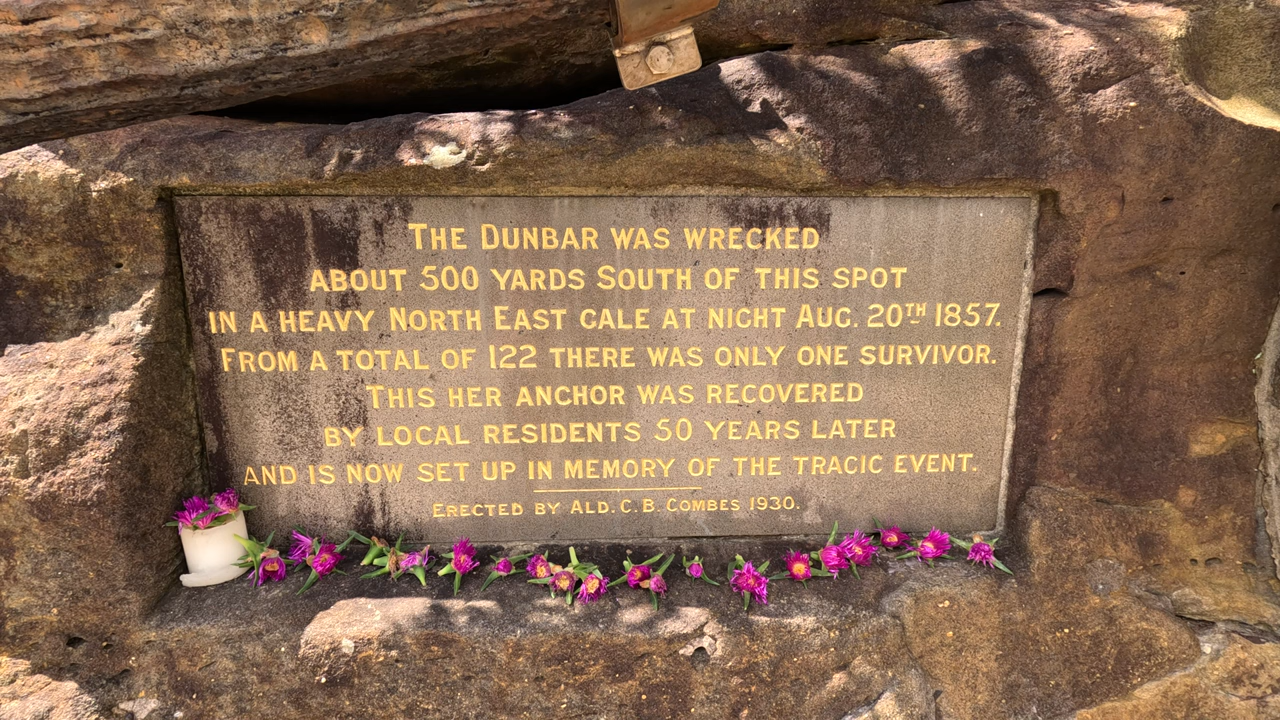 THE DUNBAR WAS WRECKED
ABOUT 500 YARDS SOUTH OF THIS SPOT
IN A HEAVY NORTH EAST GALE AT NIGHT AUG. 20TH 1857.
FROM A TOTAL OF 122 THERE WAS ONLY ONE SURVIVOR.
THIS HER ANCHOR WAS RECOVERED
BY LOCAL RESIDENTS 50 YEARS LATER
AND IS NOW SET UP IN MEMORY OF THE TRAGIC EVENT.
ERECTED BY ALD. C. B. COMBES 1930.